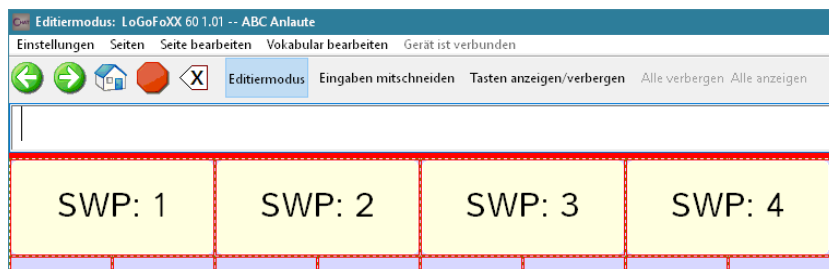 Editiermodus: LoGoFoXX 60 1.01 -- ABC Anlaute
Einstellungen Seiten Seite bearbeiten Vokabular bearbeiten Gerät ist verbunden
X Editiermodus Eingaben mitschneiden Tasten anzeigen/verbergen Alle verbergen Alle anzeigen
SWP: 1 SWP: 2 SWP: 3 SWP: 4